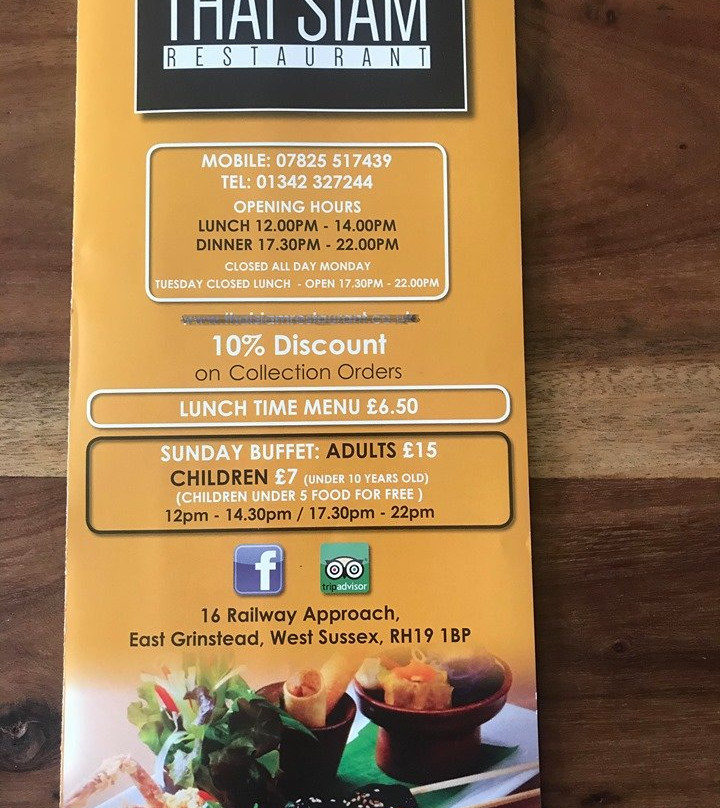 THAI SIAM
RESTAURANT
MOBILE: 07825 517439
TEL: 01342 327244
OPENING HOURS
LUNCH 12.00PM - 14.00PM
DINNER 17.30PM - 22.00PM
CLOSED ALL DAY MONDAY
TUESDAY CLOSED LUNCH - OPEN 17.30PM - 22.00PM
10% Discount
on Collection Orders
LUNCH TIME MENU £6.50
SUNDAY BUFFET: ADULTS £15
CHILDREN £7 (UNDER 10 YEARS OLD)
(CHILDREN UNDER 5 FOOD FOR FREE )
12pm - 14.30pm / 17.30pm - 22pm
f
tripadvisor
16 Railway Approach,
East Grinstead, West Sussex, RH19 1BP